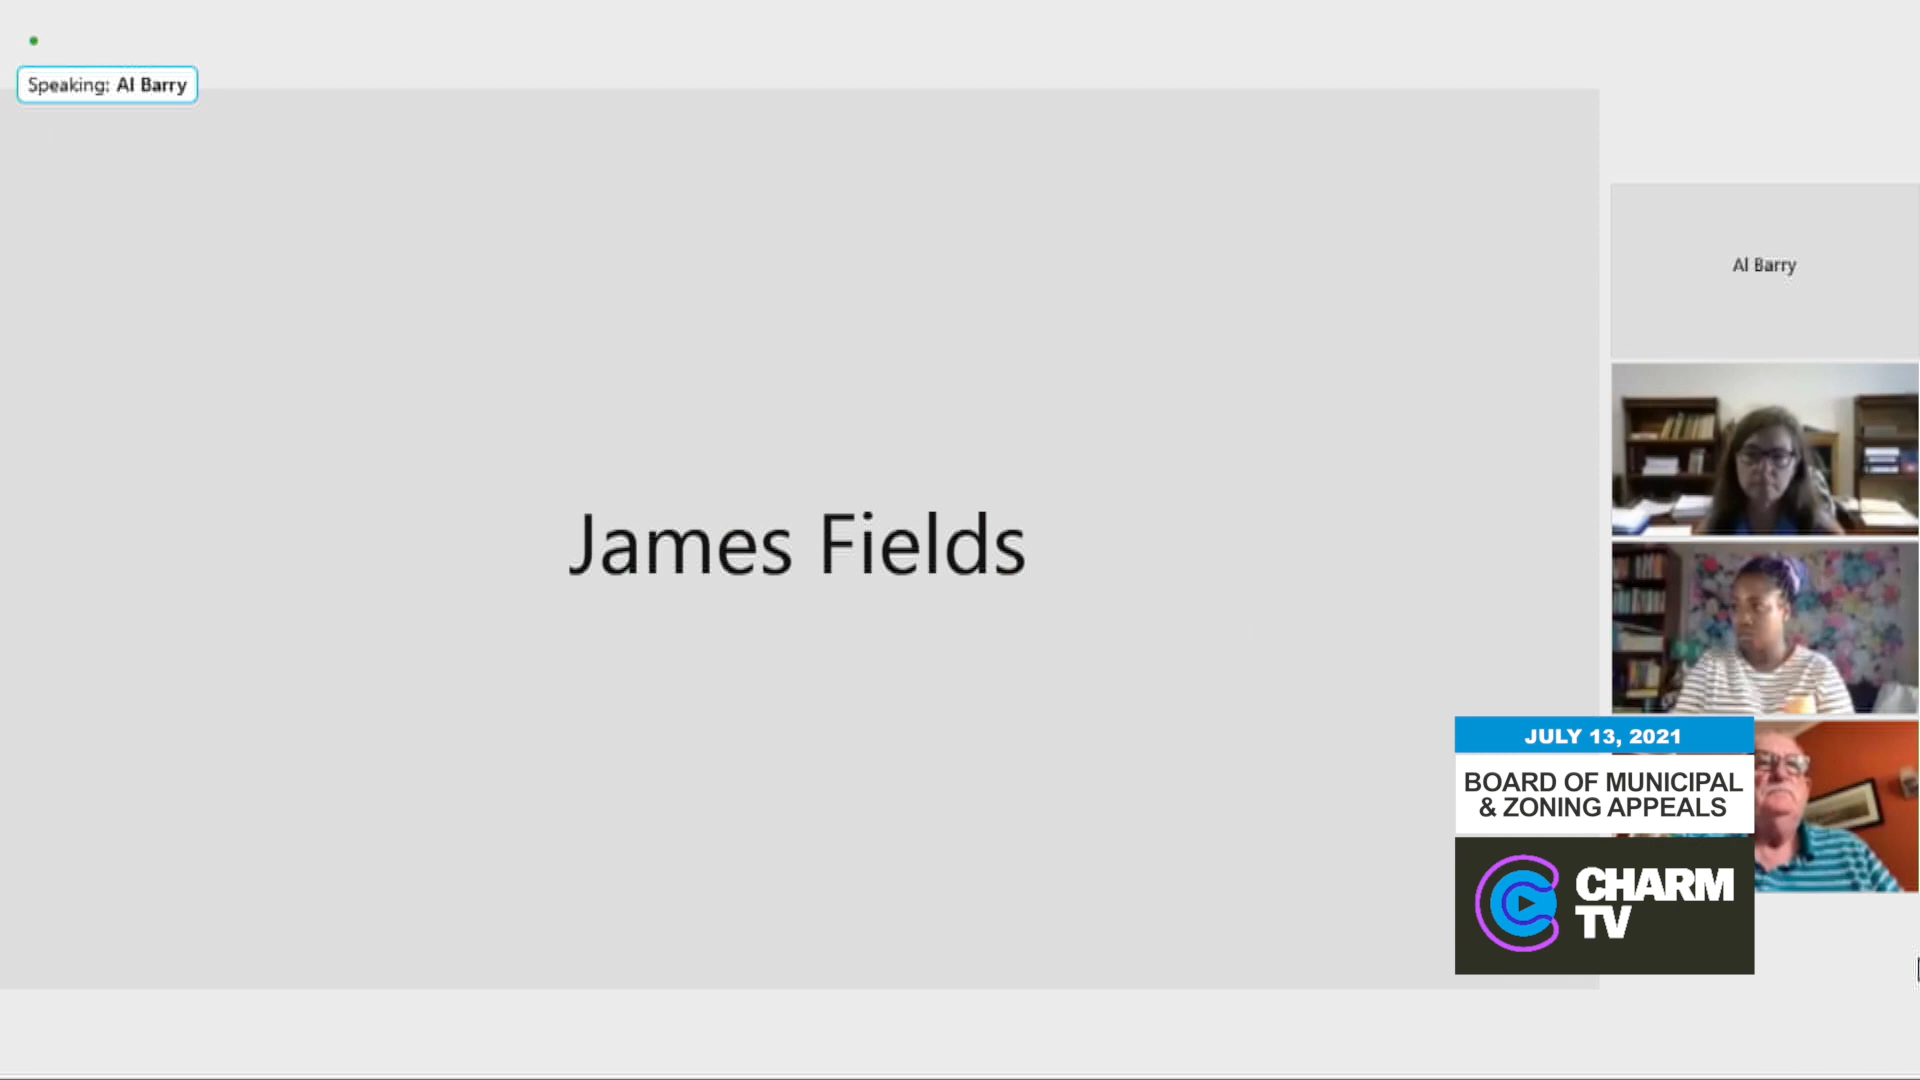 Speaking: Al Barry
Al Barry
James Fields
JULY 13, 2021
BOARD OF MUNICIPAL
& ZONING APPEALS
CHARM
TV